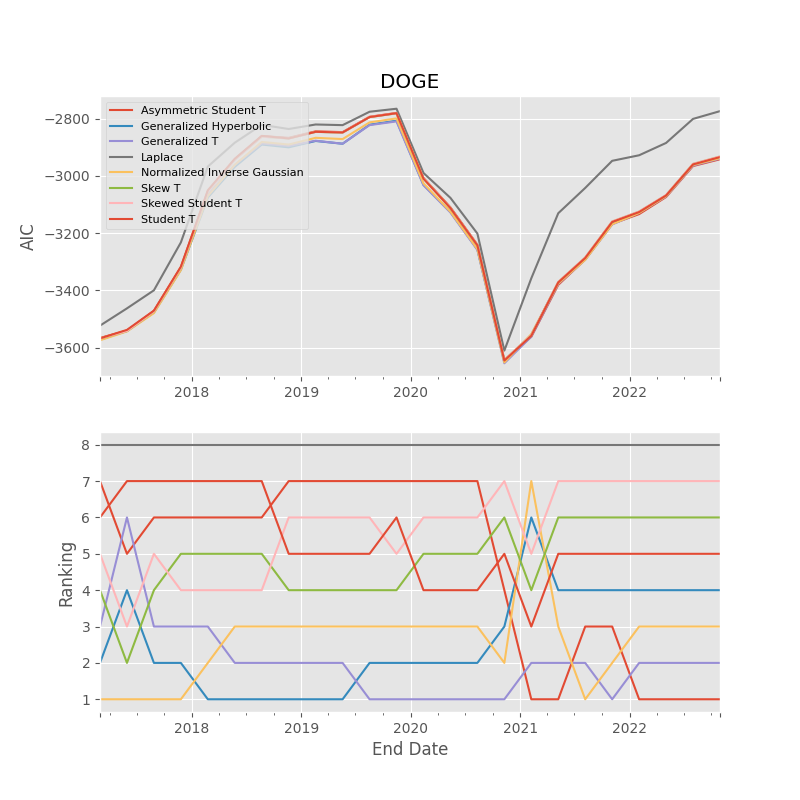 DOGE
AIC
−2800
−3000
−3200
−3400
−3600
Asymmetric Student T
Generalized Hyperbolic
Generalized T
Laplace
Normalized Inverse Gaussian
Skew T
Skewed Student T
Student T
2018 2019 2020 2021 2022
Ranking
8
7
6
5
4
3
2
1
2018 2019 2020 2021 2022
End Date